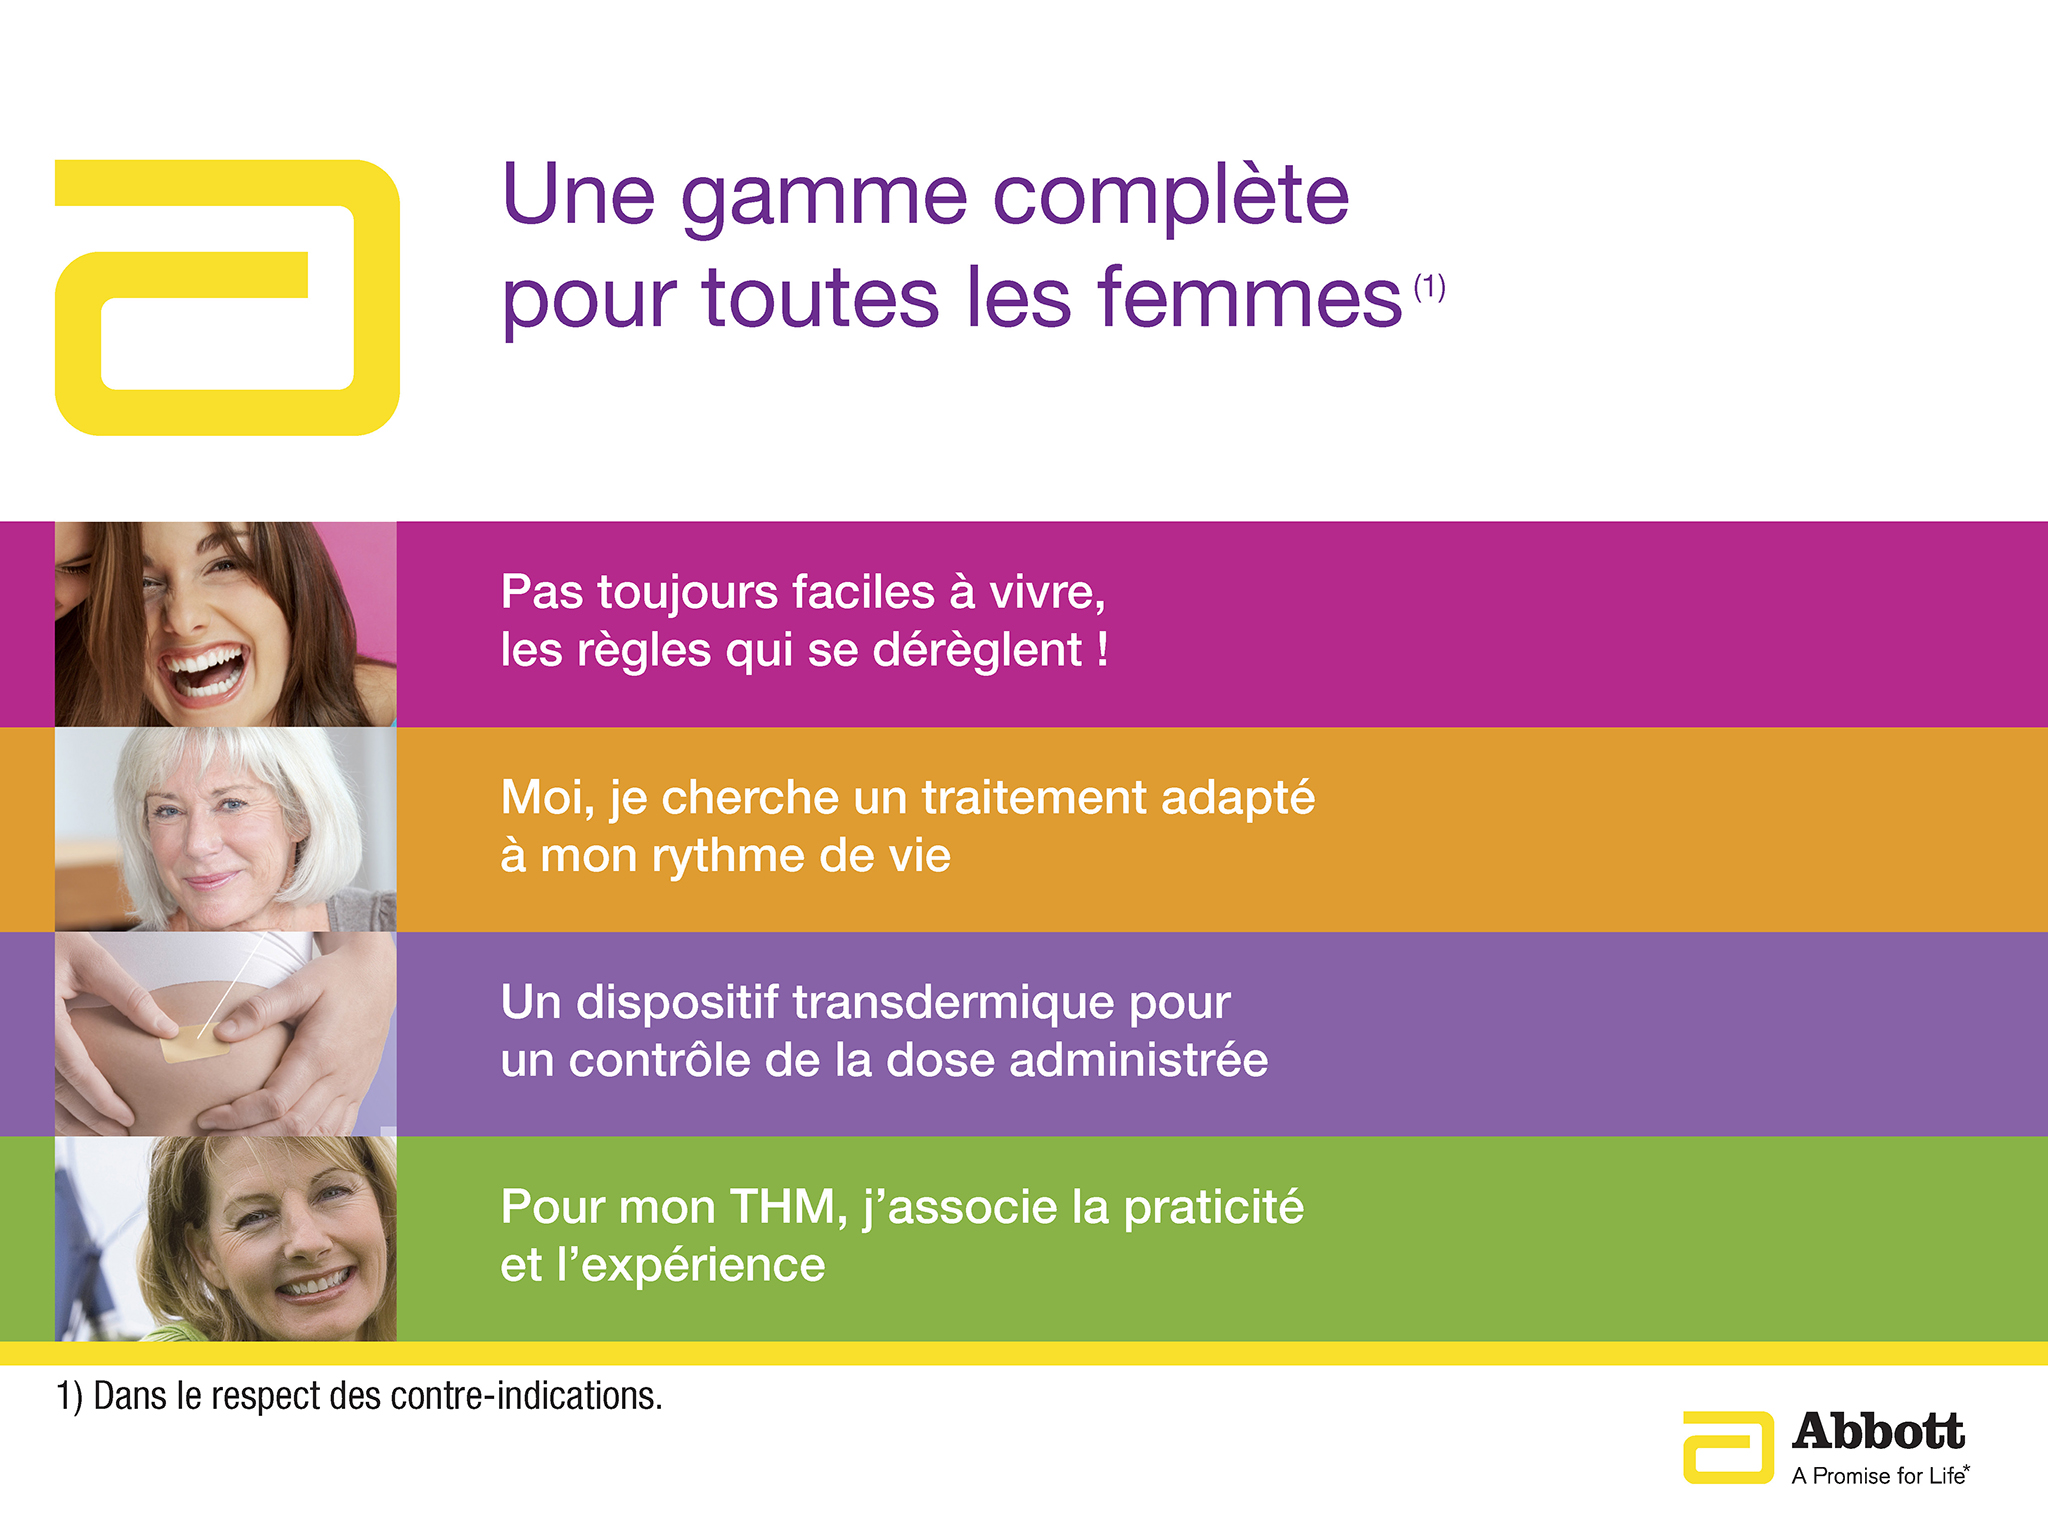 Une gamme complète
pour toutes les femmes (1)
Pas toujours faciles à vivre,
les règles qui se dérèglent !
Moi, je cherche un traitement adapté
à mon rythme de vie
Un dispositif transdermique pour
un contrôle de la dose administrée
Pour mon THM, j’associe la praticité
et l’expérience
1) Dans le respect des contre-indications.
Abbott
A Promise for Life*